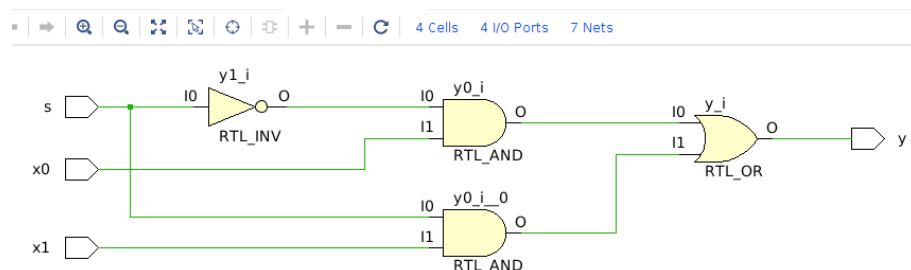 4 Cells 4 I/O Ports 7 Nets
y1_i
s I0 O
RTL_INV
y0_i
I0 O
I1
RTL_AND
y_i
I0 O
I1
RTL_OR
y
x0
y0_i__0
I0 O
I1
RTL_AND
x1